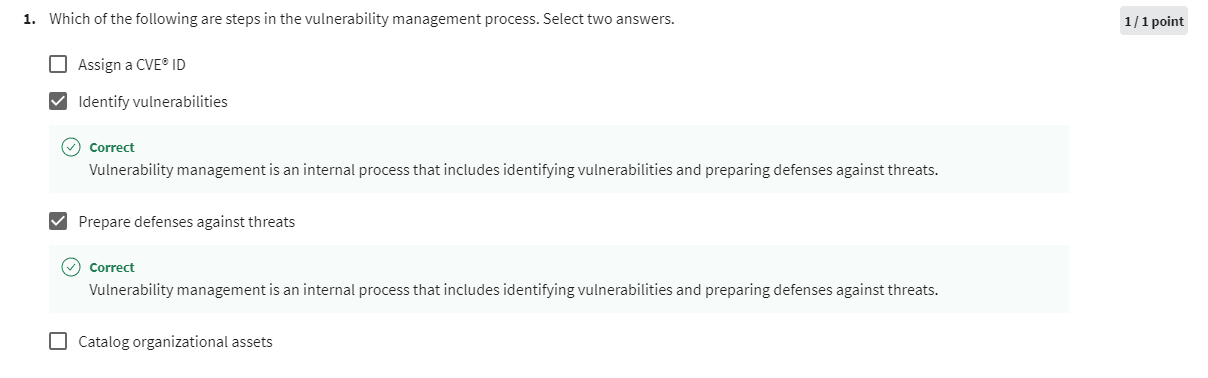 1. Which of the following are steps in the vulnerability management process. Select two answers.
1 / 1 point
Assign a CVE® ID
Identify vulnerabilities
Correct
Vulnerability management is an internal process that includes identifying vulnerabilities and preparing defenses against threats.
Prepare defenses against threats
Correct
Vulnerability management is an internal process that includes identifying vulnerabilities and preparing defenses against threats.
Catalog organizational assets